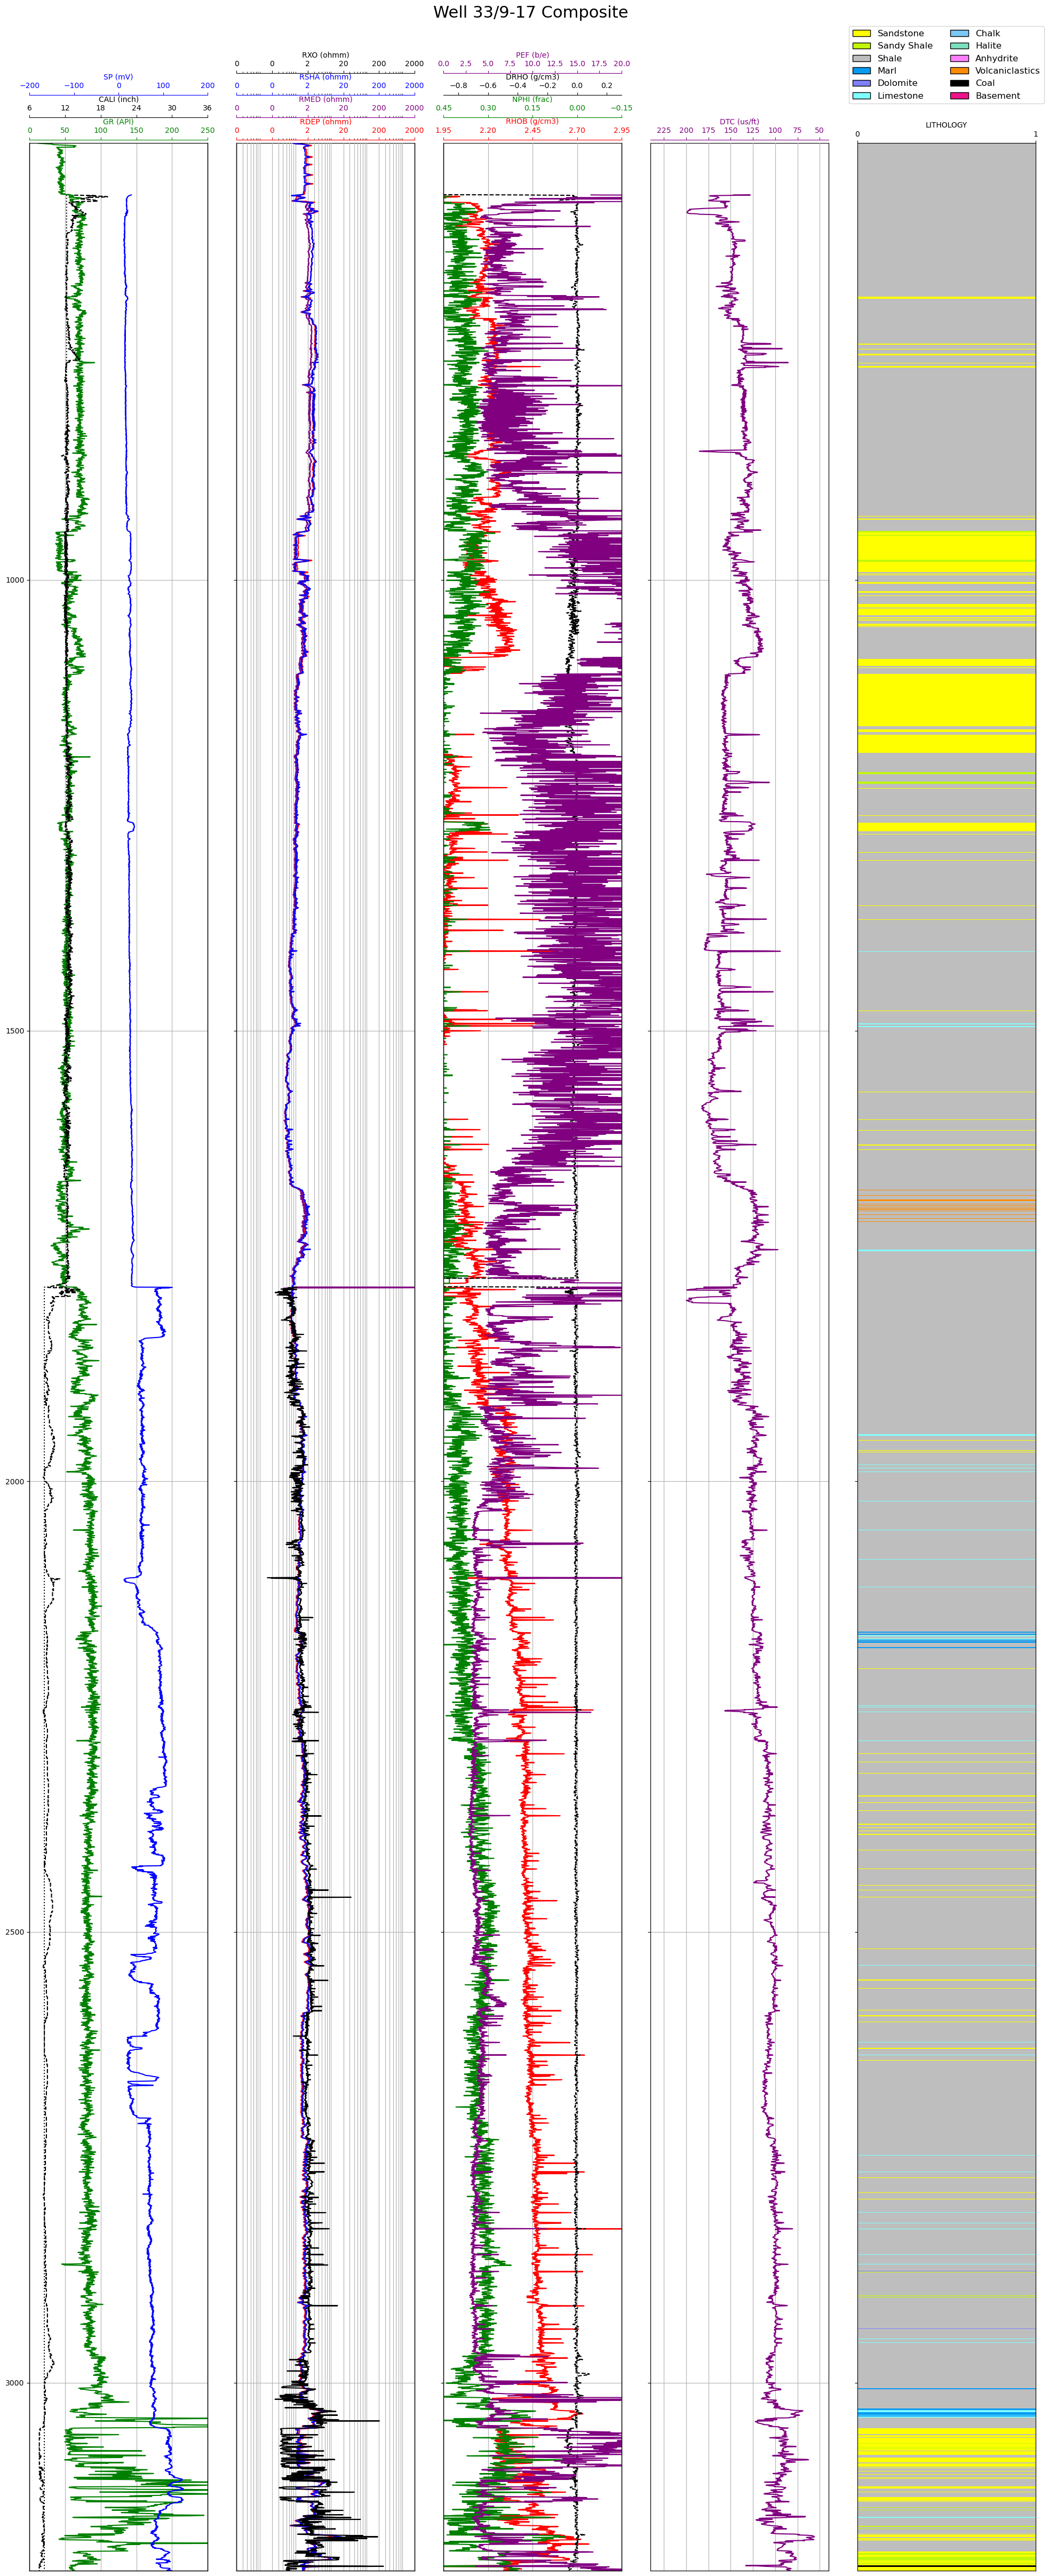 Well 33/9-17 Composite
Sandstone Chalk
Sandy Shale Halite
Shale Anhydrite
Marl Volcaniclastics
Dolomite Coal
Limestone Basement
RXO (ohmm) PEF (b/e)
0 0 2 20 20 200 2000 0.0 2.5 5.0 7.5 10.0 12.5 15.0 17.5 20.0
SP (mV) RSHA (ohmm) DRHO (g/cm3)
−200 −100 0 100 200 0 0 2 20 20 200 2000 −0.8 −0.6 −0.4 −0.2 0.0 0.2
CALI (inch) RMED (ohmm) NPHI (frac)
6 12 18 24 30 36 0 0 2 20 20 200 2000 0.45 0.30 0.15 0.00 −0.15
GR (API) RDEP (ohmm) RHOB (g/cm3) DTC (us/ft) LITHOLOGY
0 50 100 150 200 250 0 0 2 20 20 200 2000 1.95 2.20 2.45 2.70 2.95 225 200 175 150 125 100 75 50 0 1
1000
1500
2000
2500
3000